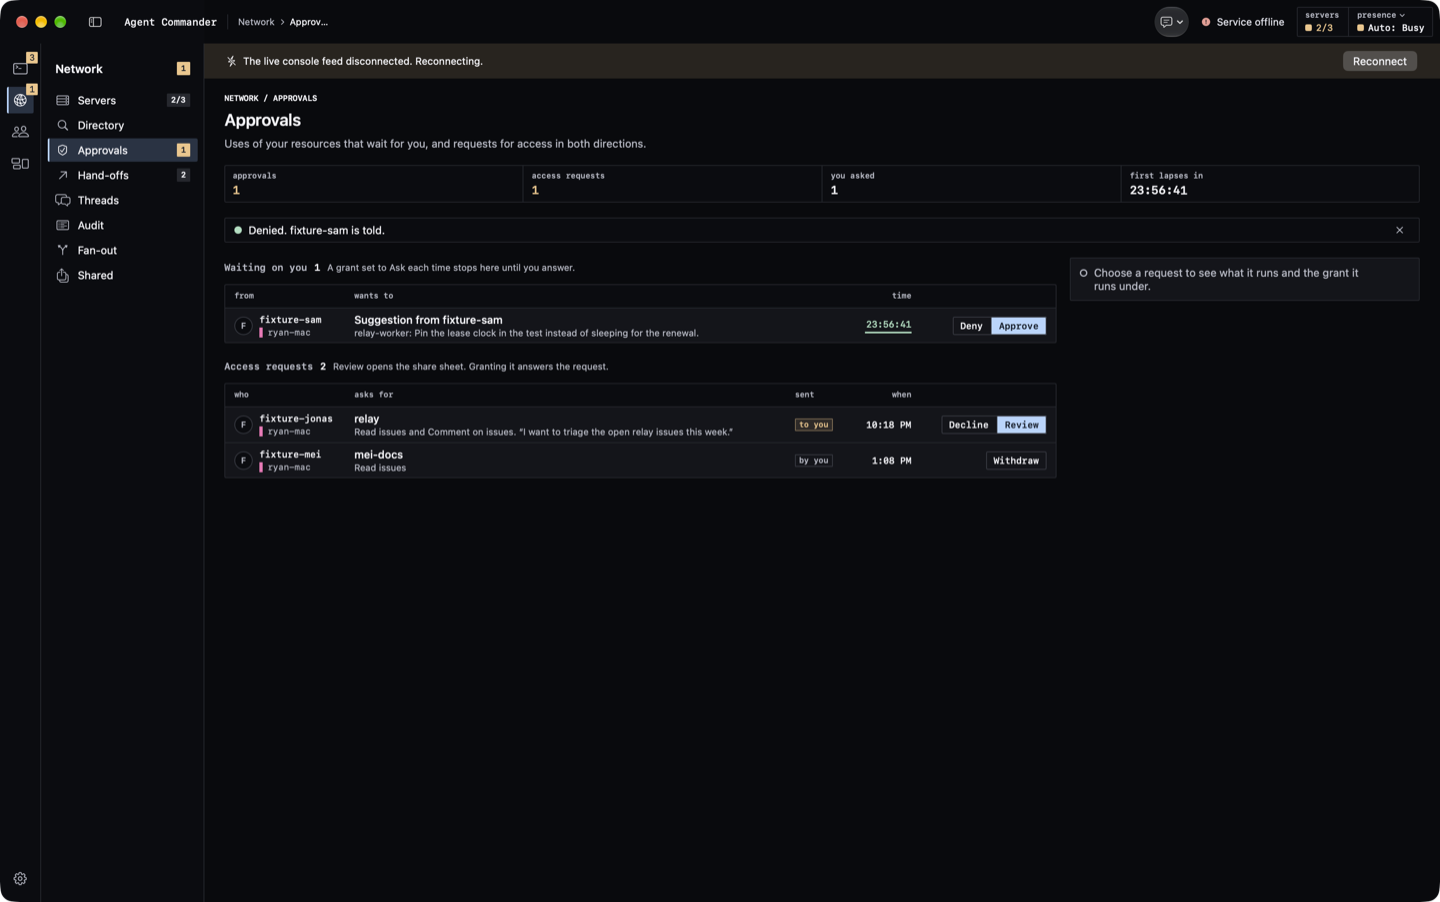 Agent Commander
Network > Approv...
Service offline
servers
2/3
presence
Auto: Busy
3
1
Network
1
Servers
2/3
Directory
Approvals
1
Hand-offs
2
Threads
Audit
Fan-out
Shared
The live console feed disconnected. Reconnecting.
Reconnect
NETWORK / APPROVALS
Approvals
Uses of your resources that wait for you, and requests for access in both directions.
approvals
1
access requests
1
you asked
1
first lapses in
23:56:41
Denied. fixture-sam is told.
Waiting on you 1 A grant set to Ask each time stops here until you answer.
from wants to time
F
fixture-sam
ryan-mac
Suggestion from fixture-sam
relay-worker: Pin the lease clock in the test instead of sleeping for the renewal.
23:56:41
Deny
Approve
Choose a request to see what it runs and the grant it
runs under.
Access requests 2 Review opens the share sheet. Granting it answers the request.
who asks for sent when
F
fixture-jonas
ryan-mac
relay
Read issues and Comment on issues. “I want to triage the open relay issues this week.”
to you
10:18 PM
Decline
Review
F
fixture-mei
ryan-mac
mei-docs
Read issues
by you
1:08 PM
Withdraw